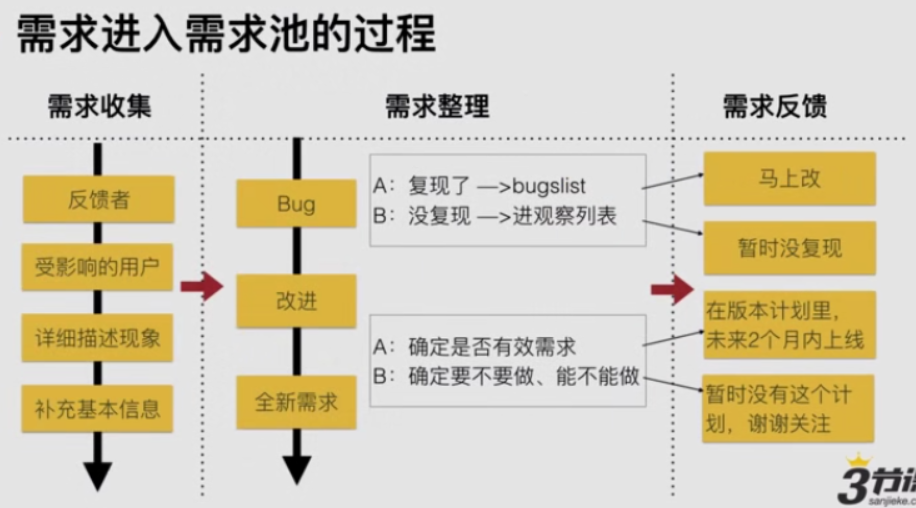 需求进入需求池的过程
需求收集
需求整理
需求反馈
反馈者
受影响的用户
详细描述现象
补充基本信息
Bug
改进
全新需求
A：复现了 —>bugslist
B：没复现 —>进观察列表
A：确定是否有效需求
B：确定要不要做、能不能做
马上改
暂时没复现
在版本计划里，
未来2个月内上线
暂时没有这个计
划，谢谢关注
3节课
sanjieke.c